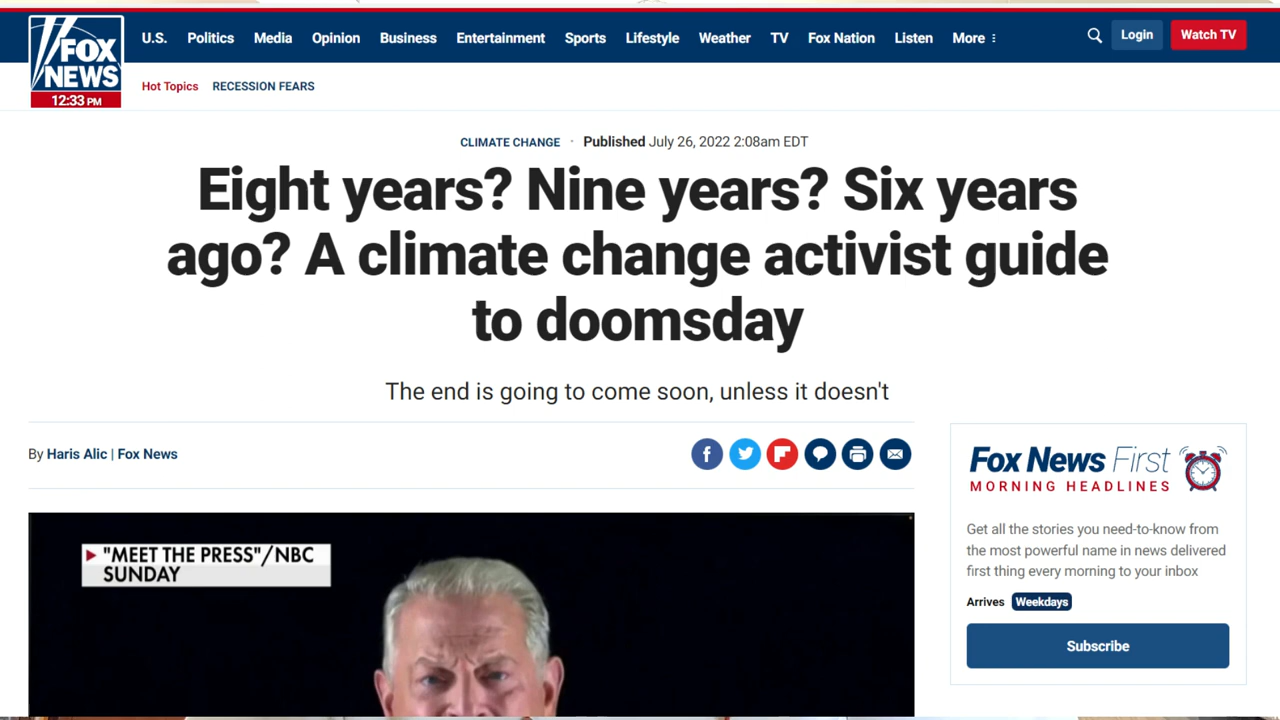 FOX
NEWS
12:33 PM
U.S. Politics Media Opinion Business Entertainment Sports Lifestyle Weather TV Fox Nation Listen More
Login
Watch TV
Hot Topics RECESSION FEARS
CLIMATE CHANGE · Published July 26, 2022 2:08am EDT
Eight years? Nine years? Six years
ago? A climate change activist guide
to doomsday
The end is going to come soon, unless it doesn't
By Haris Alic | Fox News
f
"MEET THE PRESS"/NBC
SUNDAY
Fox News First
MORNING HEADLINES
Get all the stories you need-to-know from
the most powerful name in news delivered
first thing every morning to your inbox
Arrives Weekdays
Subscribe